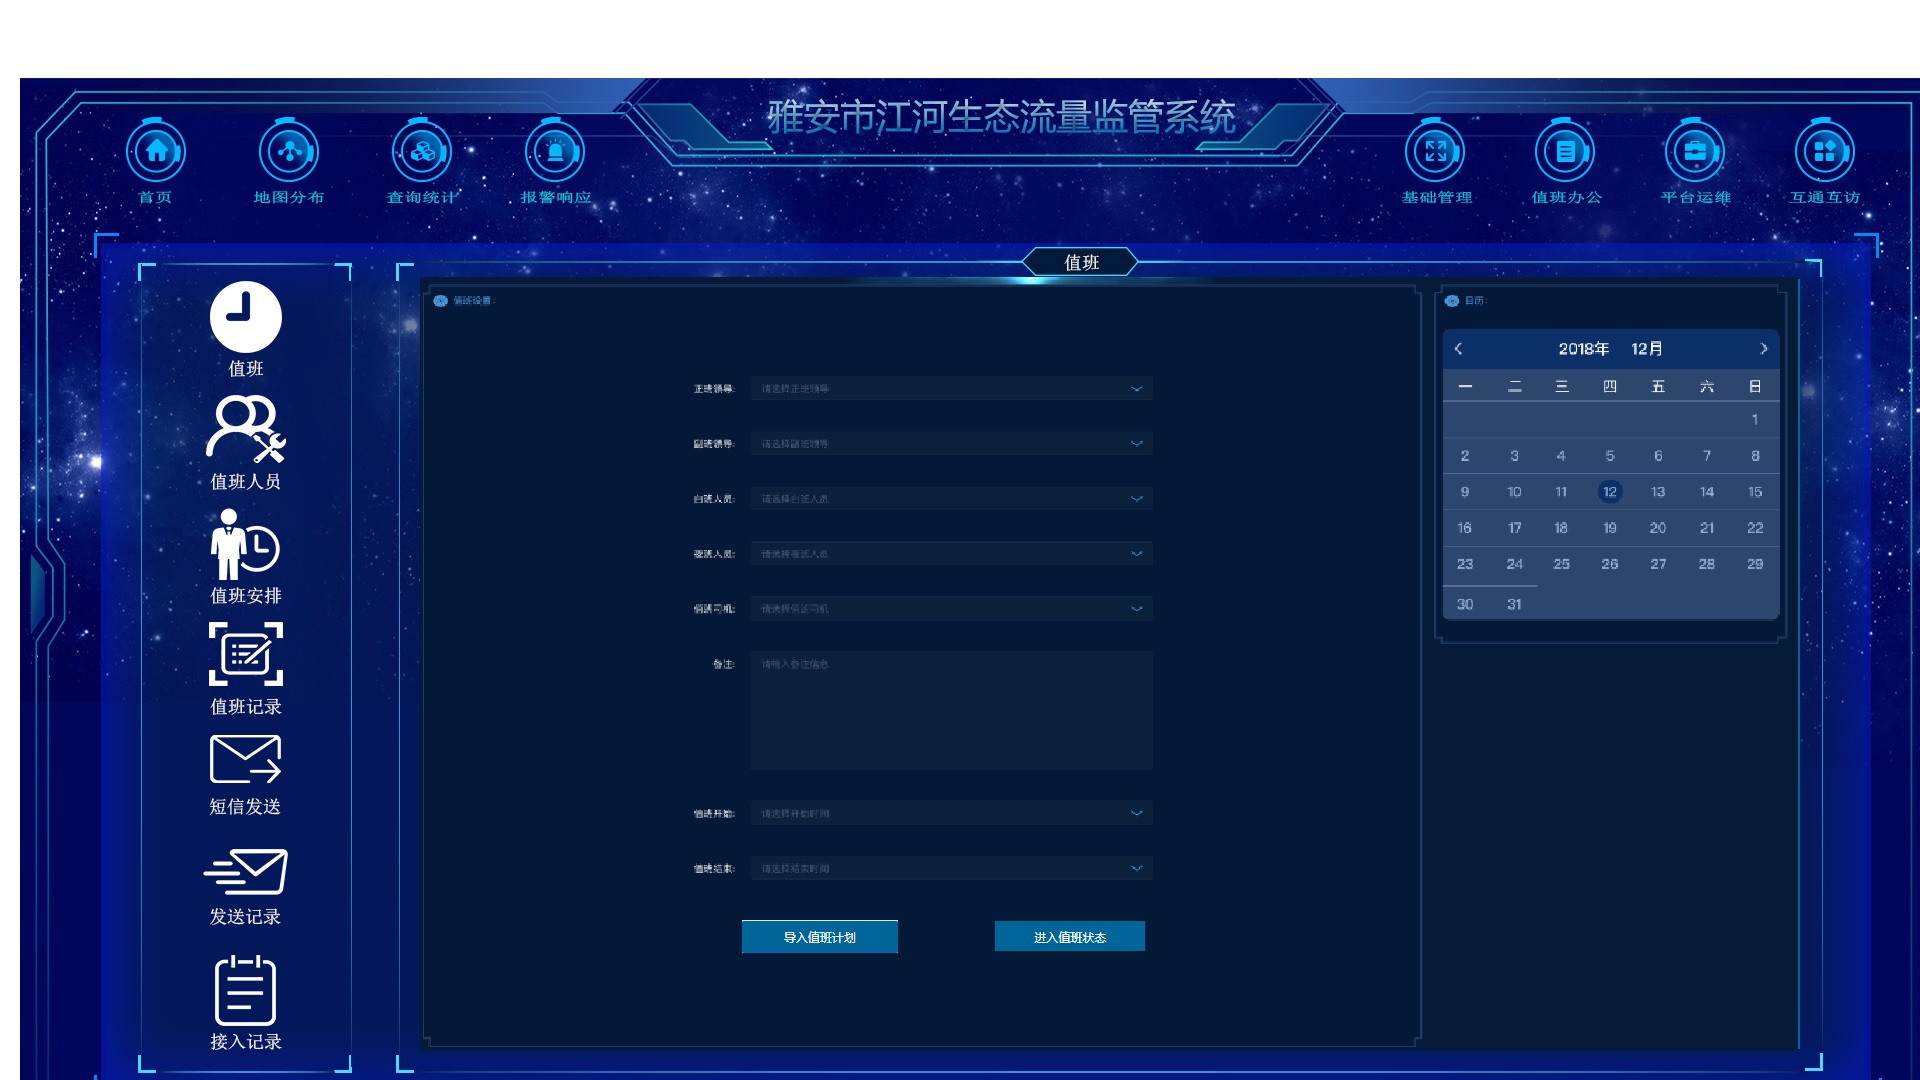 雅安市江河生态流量监管系统
首页
地图分布
查询统计
报警响应
基础管理
值班办公
平台运维
互通互访
值班
值班人员
值班安排
值班记录
短信发送
发送记录
接入记录
值班
值班设置:
正班领导: 请选择正班领导
副班领导: 请选择副班领导
白班人员: 请选择白班人员
夜班人员: 请选择夜班人员
值班司机: 请选择值班司机
备注: 请输入备注信息
值班开始: 请选择开始时间
值班结束: 请选择结束时间
导入值班计划
进入值班状态
日历:
2018年 12月
一 二 三 四 五 六 日
1
2 3 4 5 6 7 8
9 10 11 12 13 14 15
16 17 18 19 20 21 22
23 24 25 26 27 28 29
30 31